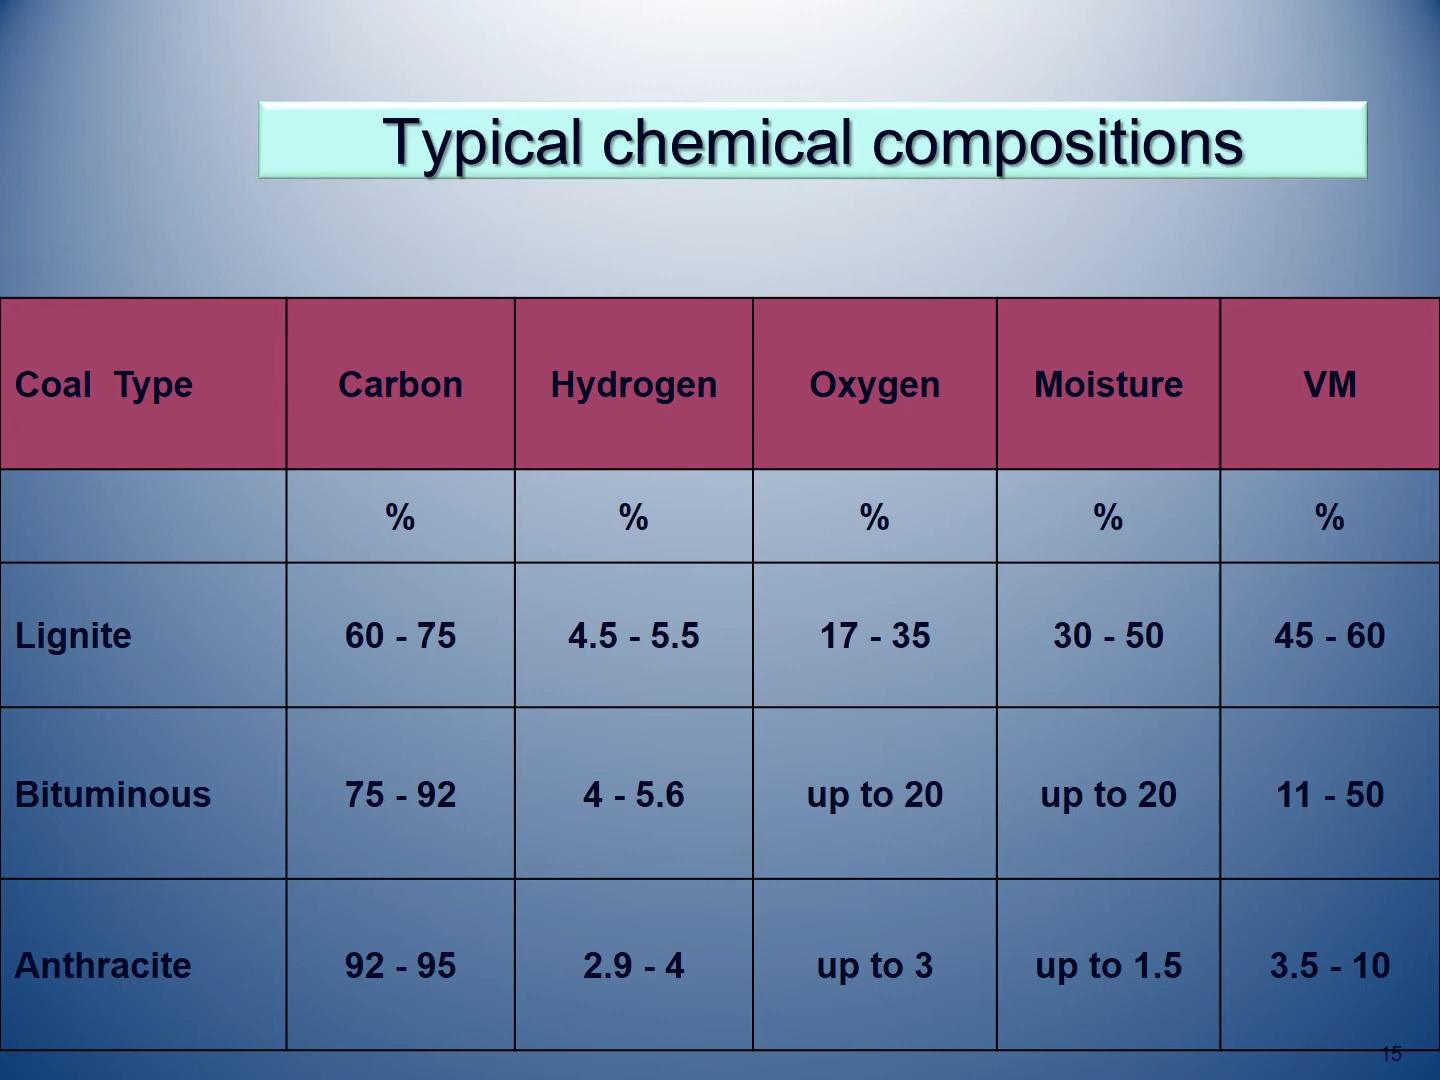 Typical chemical compositions
Coal Type Carbon Hydrogen Oxygen Moisture VM
% % % % %
Lignite 60 - 75 4.5 - 5.5 17 - 35 30 - 50 45 - 60
Bituminous 75 - 92 4 - 5.6 up to 20 up to 20 11 - 50
Anthracite 92 - 95 2.9 - 4 up to 3 up to 1.5 3.5 - 10
15